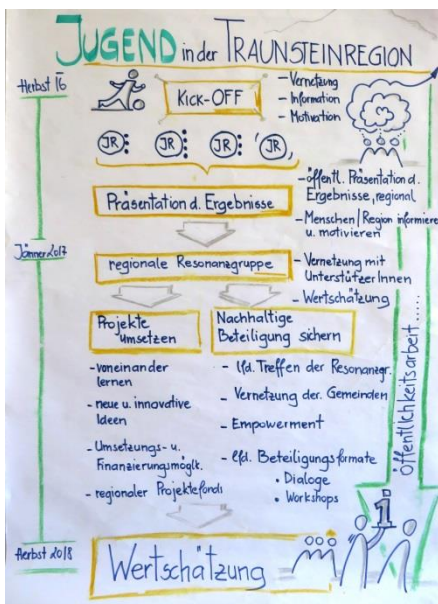 JUGEND in der TRAUNSTEINREGION
Herbst 16
KICK-OFF
- Vernetzung
- Information
- Motivation
JR JR JR JR
Präsentation d. Ergebnisse
- öffentl. Präsentation d.
Ergebnisse, regional
- Menschen/Region informieren
u. motivieren
Jänner 2017
regionale Resonanzgruppe
- Vernetzung mit
UnterstützerInnen
- Wertschätzung
Projekte
umsetzen
- voneinander
lernen
- neue u. innovative
Ideen
- Umsetzungs- u.
Finanzierungsmöglk.
- regionaler Projektefonds
Nachhaltige
Beteiligung sichern
- lfd. Treffen der Resonanzgr.
- Vernetzung der Gemeinden
- Empowerment
- lfd. Beteiligungsformate
• Dialoge
• Workshops
öffentlichkeitsarbeit.....
Herbst 2018
Wertschätzung
1